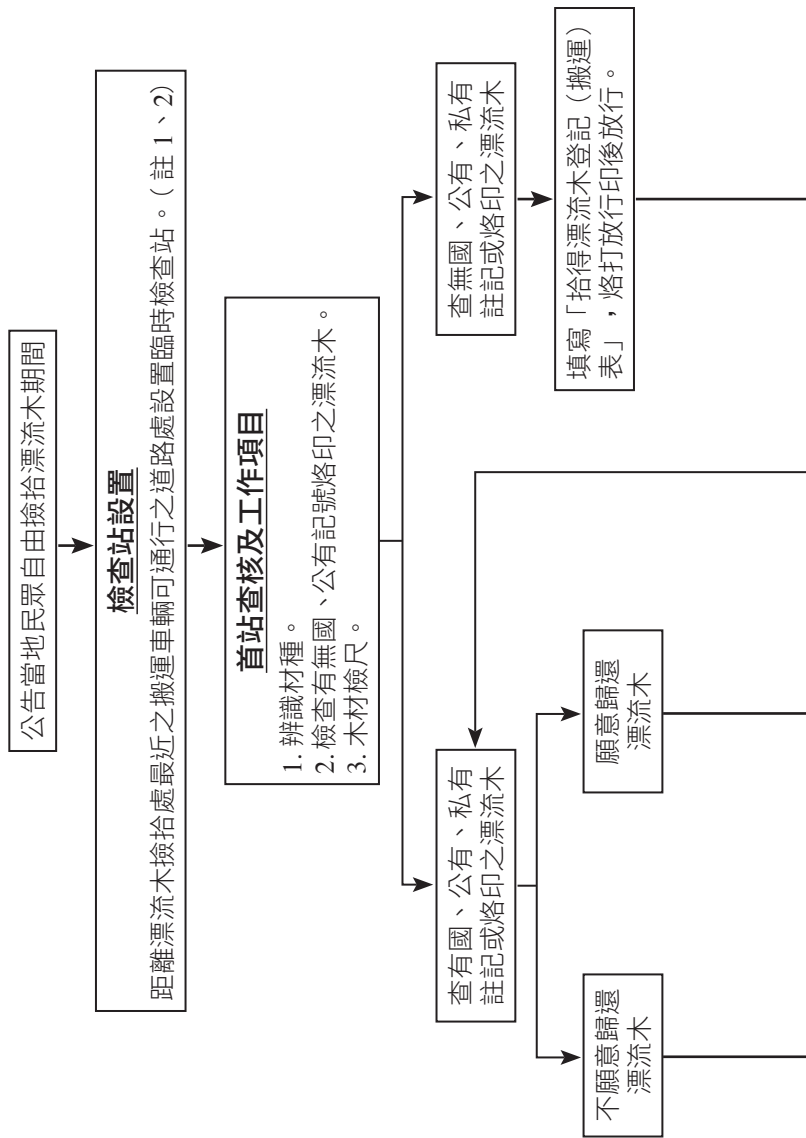 公告當地民眾自由撿拾漂流木期間
檢查站設置
距離漂流木撿拾處最近之搬運車輛可通行之道路處設置臨時檢查站。(註 1、2)
首站查核及工作項目
1. 辨識材種。
2. 檢查有無國、公有記號烙印之漂流木。
3. 木材檢尺。
查有國、公有、私有
註記或烙印之漂流木
查無國、公有、私有
註記或烙印之漂流木
不願意歸還
漂流木
願意歸還
漂流木
填寫「拾得漂流木登記(搬運)
表」,烙打放行印後放行。